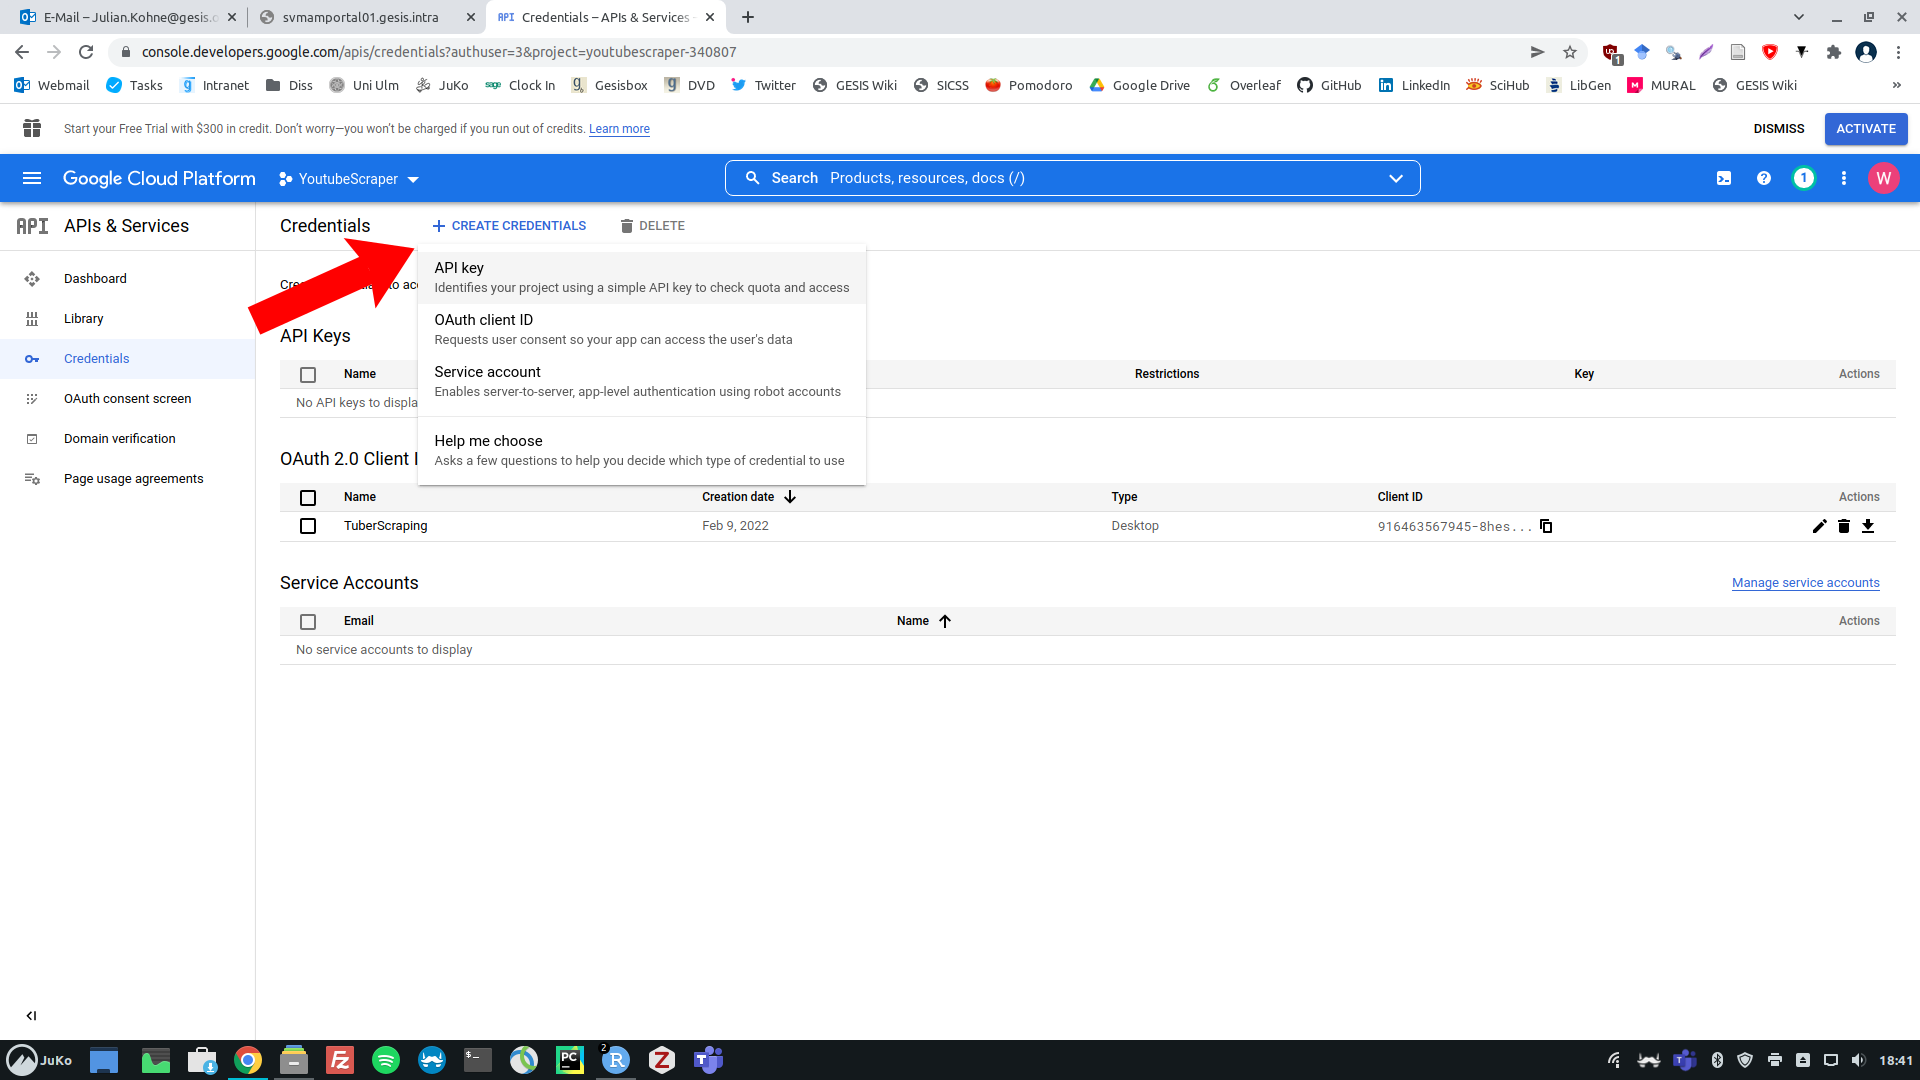 E-Mail – Julian.Kohne@gesis.o
svmamportal01.gesis.intra
API Credentials – APIs & Services
console.developers.google.com/apis/credentials?authuser=3&project=youtubescraper-340807
1
Webmail Tasks Intranet Diss Uni Ulm JuKo Clock In Gesisbox DVD Twitter GESIS Wiki SICSS Pomodoro Google Drive Overleaf GitHub LinkedIn SciHub LibGen MURAL GESIS Wiki »
Start your Free Trial with $300 in credit. Don’t worry—you won’t be charged if you run out of credits. Learn more
DISMISS ACTIVATE
Google Cloud Platform YoutubeScraper Search Products, resources, docs (/) 1 W
API APIs & Services
Dashboard
Library
Credentials
OAuth consent screen
Domain verification
Page usage agreements
Credentials + CREATE CREDENTIALS DELETE
API key
Identifies your project using a simple API key to check quota and access
OAuth client ID
Requests user consent so your app can access the user's data
Service account
Enables server-to-server, app-level authentication using robot accounts
Help me choose
Asks a few questions to help you decide which type of credential to use
API Keys
Name Restrictions Key Actions
No API keys to displa
OAuth 2.0 Client I
Name Creation date Type Client ID Actions
TuberScraping Feb 9, 2022 Desktop 916463567945-8hes...
Service Accounts Manage service accounts
Email Name Actions
No service accounts to display
JuKo
Fz
$-
PC
2
R
Z
T
18:41